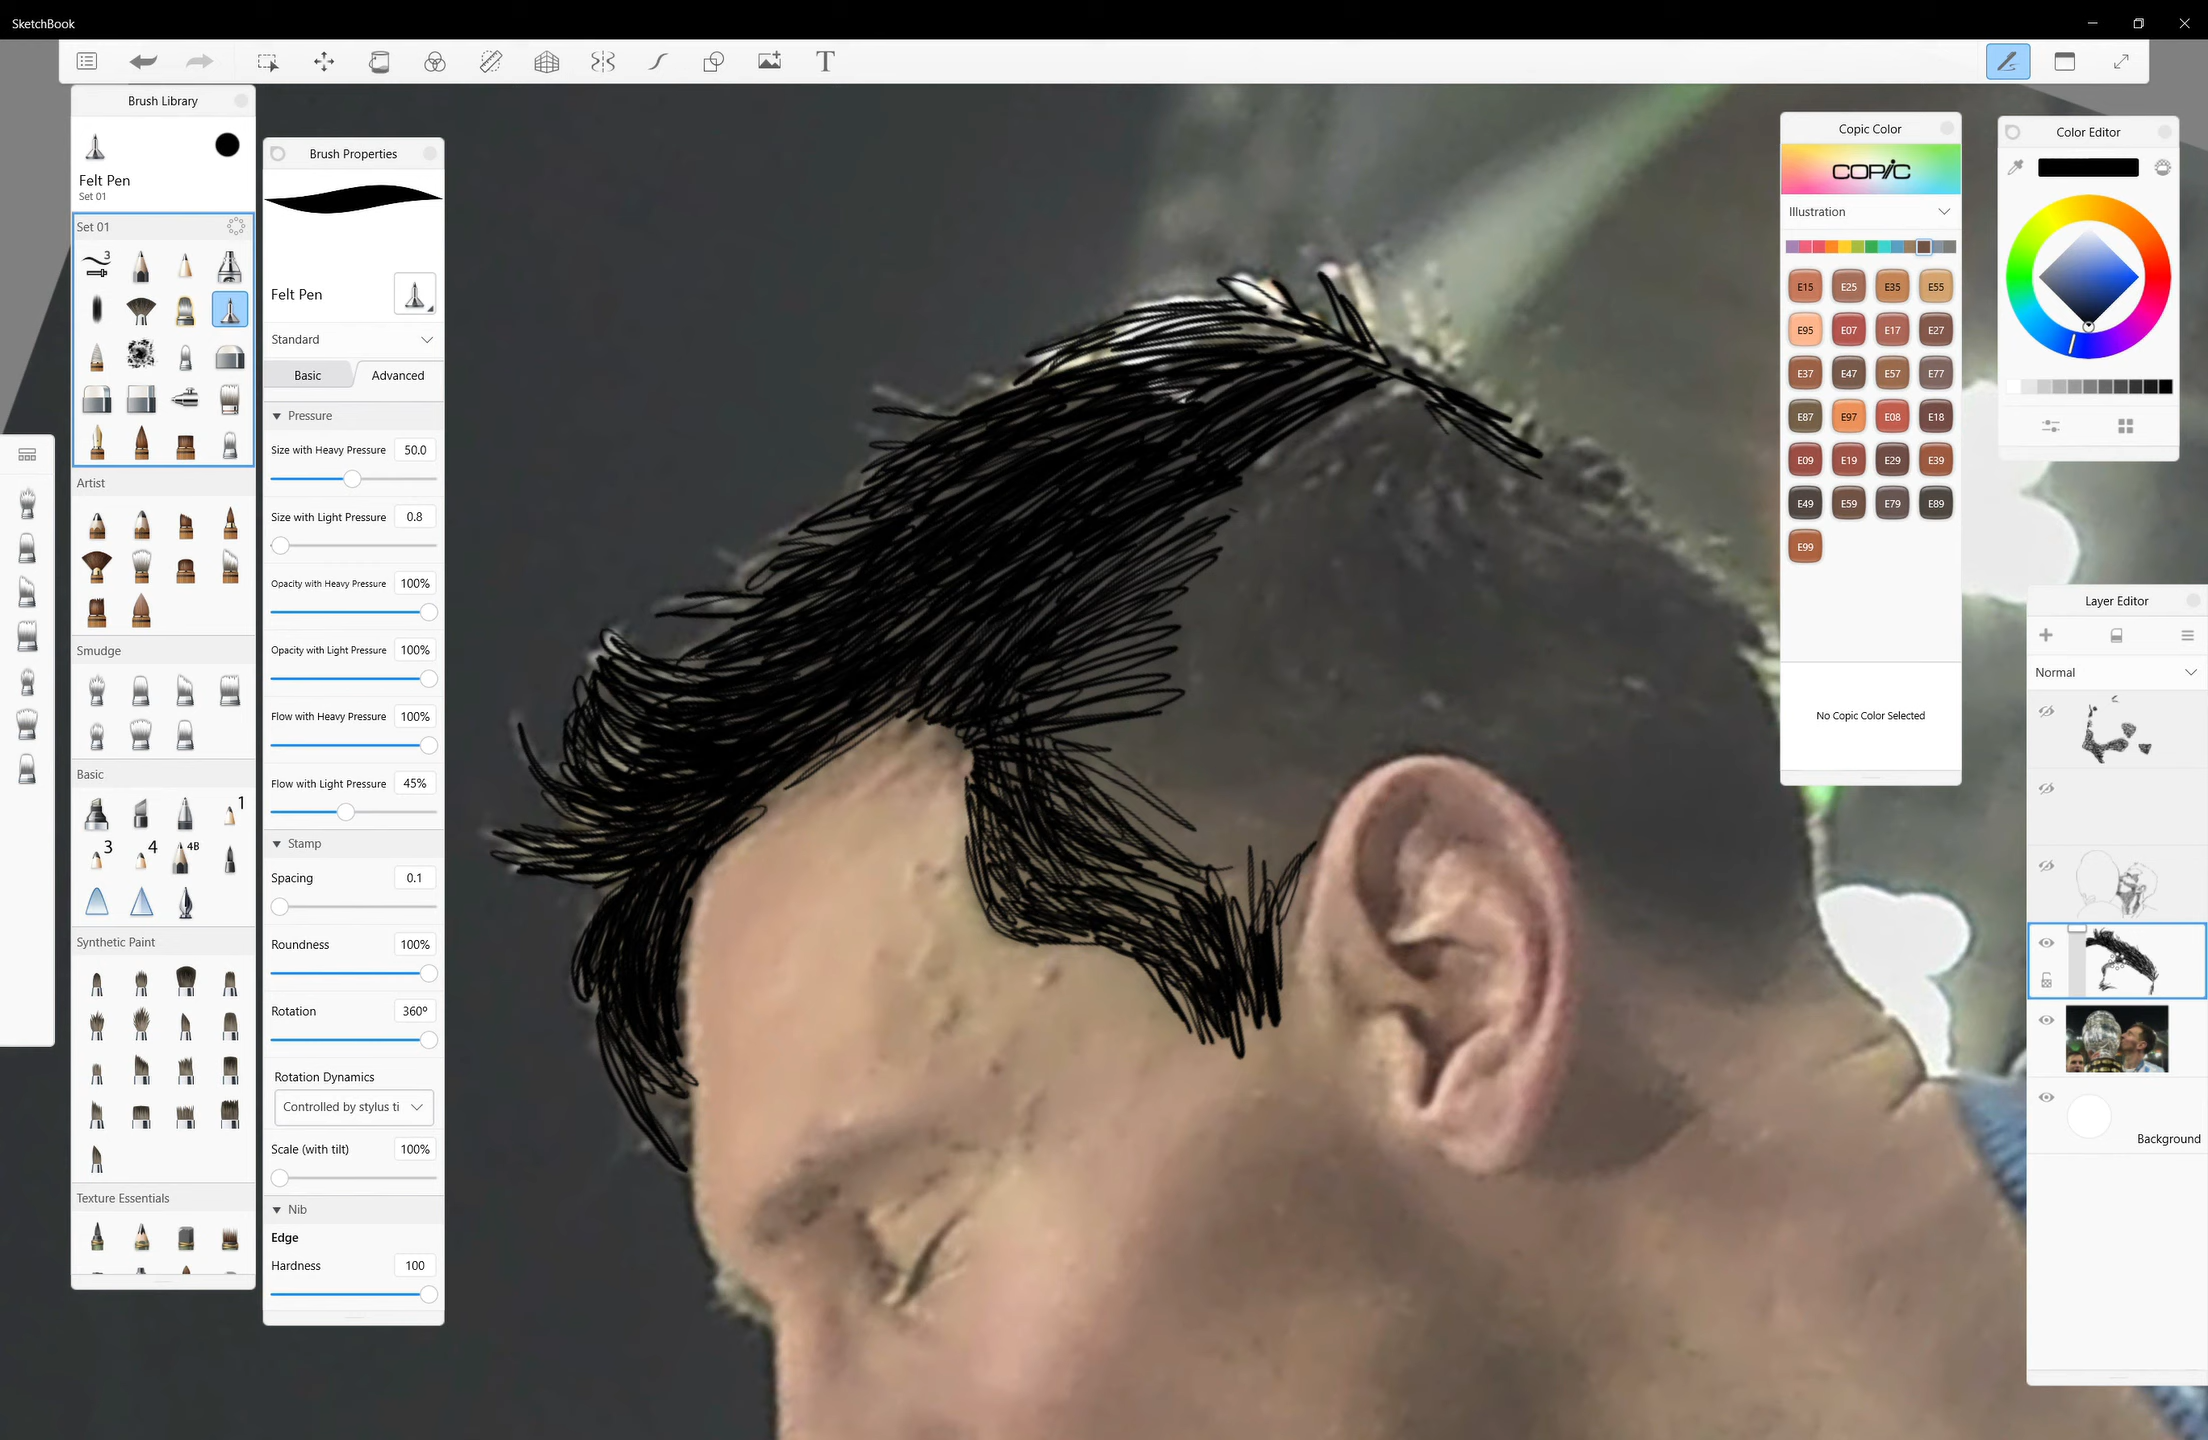 SketchBook
Brush Library
Felt Pen
Set 01
Set 01
3
Artist
Smudge
Basic
1
3
4
4B
Synthetic Paint
Texture Essentials
Brush Properties
Felt Pen
Standard
Basic
Advanced
Pressure
Size with Heavy Pressure
50.0
Size with Light Pressure
0.8
Opacity with Heavy Pressure
100%
Opacity with Light Pressure
100%
Flow with Heavy Pressure
100%
Flow with Light Pressure
45%
Stamp
Spacing
0.1
Roundness
100%
Rotation
360º
Rotation Dynamics
Controlled by stylus ti
Scale (with tilt)
100%
Nib
Edge
Hardness
100
Copic Color
COPIC
Illustration
E15 E25 E35 E55
E95 E07 E17 E27
E37 E47 E57 E77
E87 E97 E08 E18
E09 E19 E29 E39
E49 E59 E79 E89
E99
No Copic Color Selected
Color Editor
Layer Editor
Normal
Background